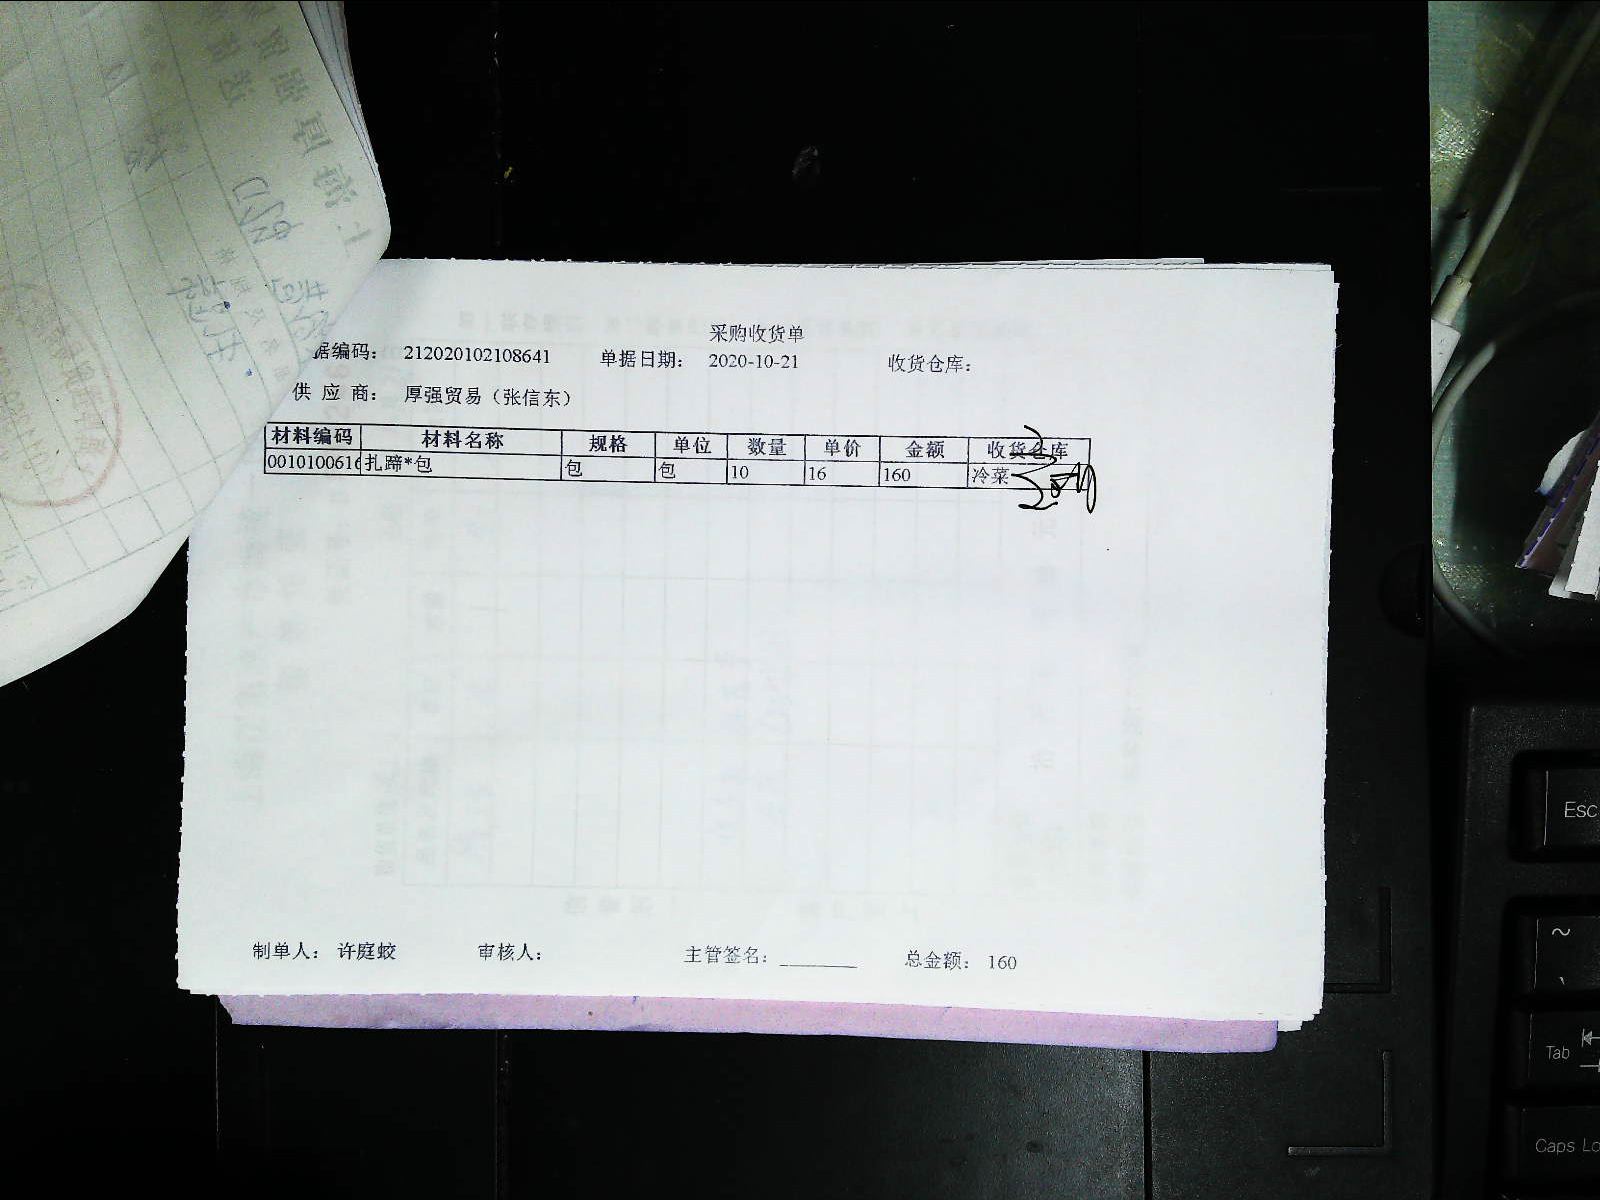 采购收货单
据编码： 212020102108641 单据日期： 2020-10-21 收货仓库：
供 应 商： 厚强贸易（张信东）
材料编码 材料名称 规格 单位 数量 单价 金额 收货仓库
0010100616 扎蹄*包 包 包 10 16 160 冷菜
制单人： 许庭蛟 审核人： 主管签名：________ 总金额： 160
Esc
~
Tab
Caps Lo